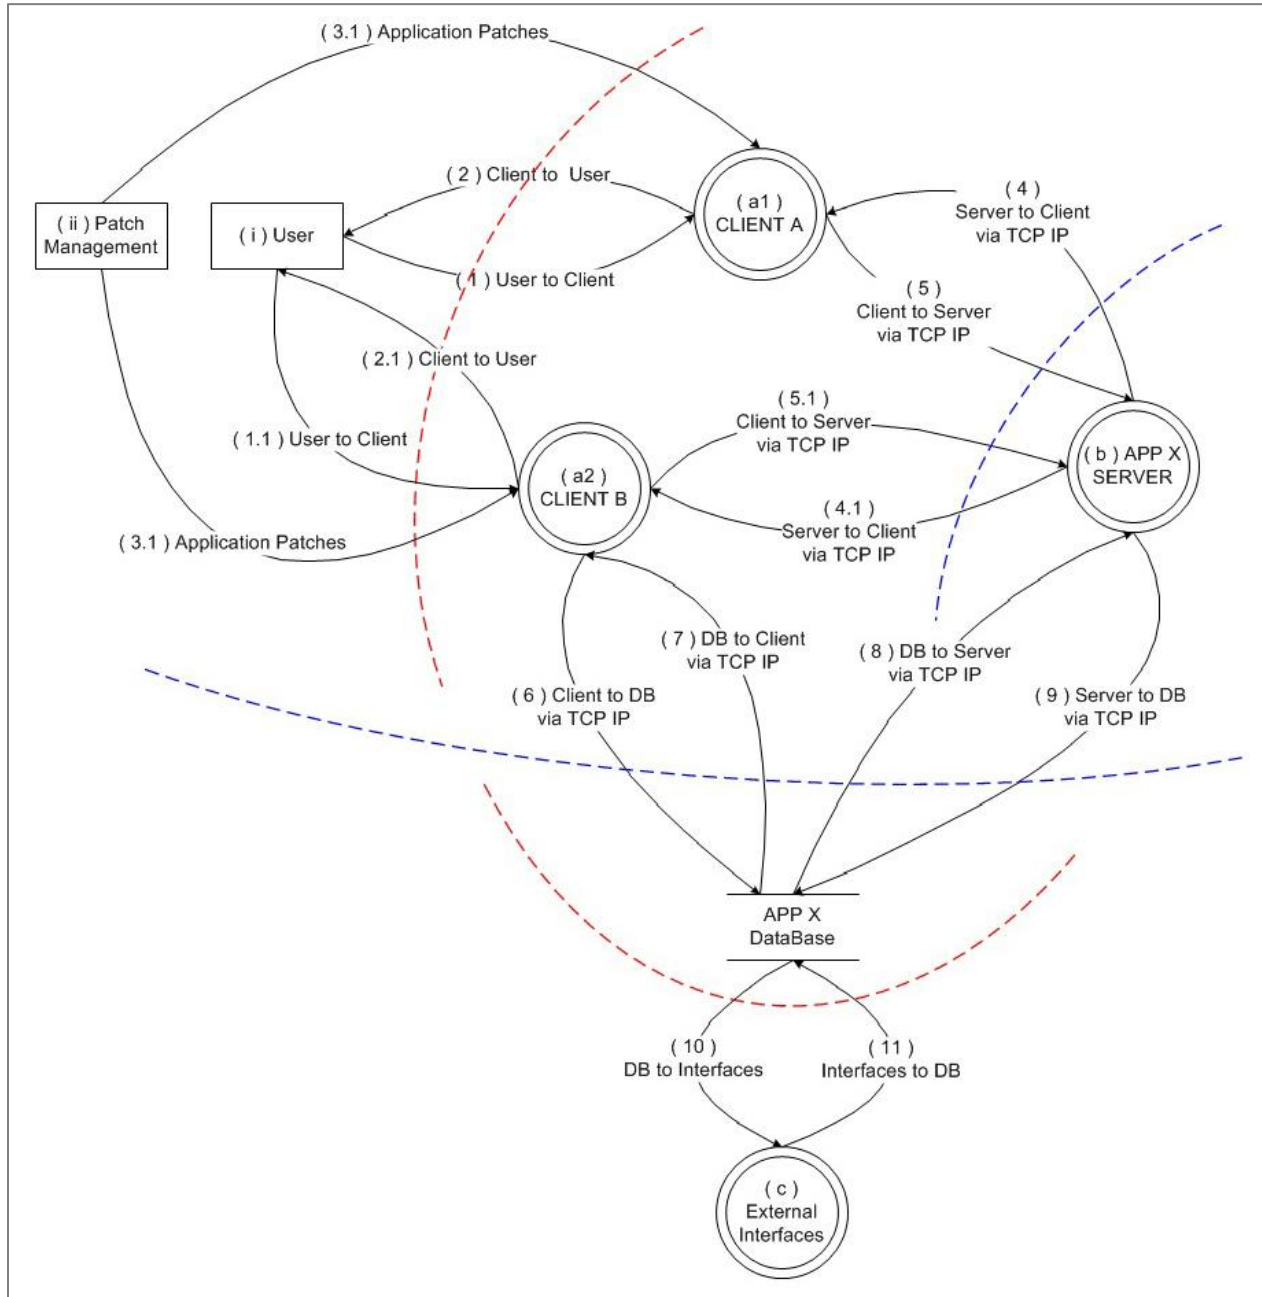 ( 3.1 ) Application Patches
( 2 ) Client to User
( a1 )
CLIENT A
( 4 )
Server to Client
via TCP IP
( ii ) Patch
Management
( i ) User
( 1 ) User to Client
( 5 )
Client to Server
via TCP IP
( 2.1 ) Client to User
( 5.1 )
Client to Server
via TCP IP
( 1.1 ) User to Client
( a2 )
CLIENT B
( b ) APP X
SERVER
( 4.1 )
Server to Client
via TCP IP
( 3.1 ) Application Patches
( 7 ) DB to Client
via TCP IP
( 8 ) DB to Server
via TCP IP
( 6 ) Client to DB
via TCP IP
( 9 ) Server to DB
via TCP IP
APP X
DataBase
( 10 )
DB to Interfaces
( 11 )
Interfaces to DB
( c )
External
Interfaces